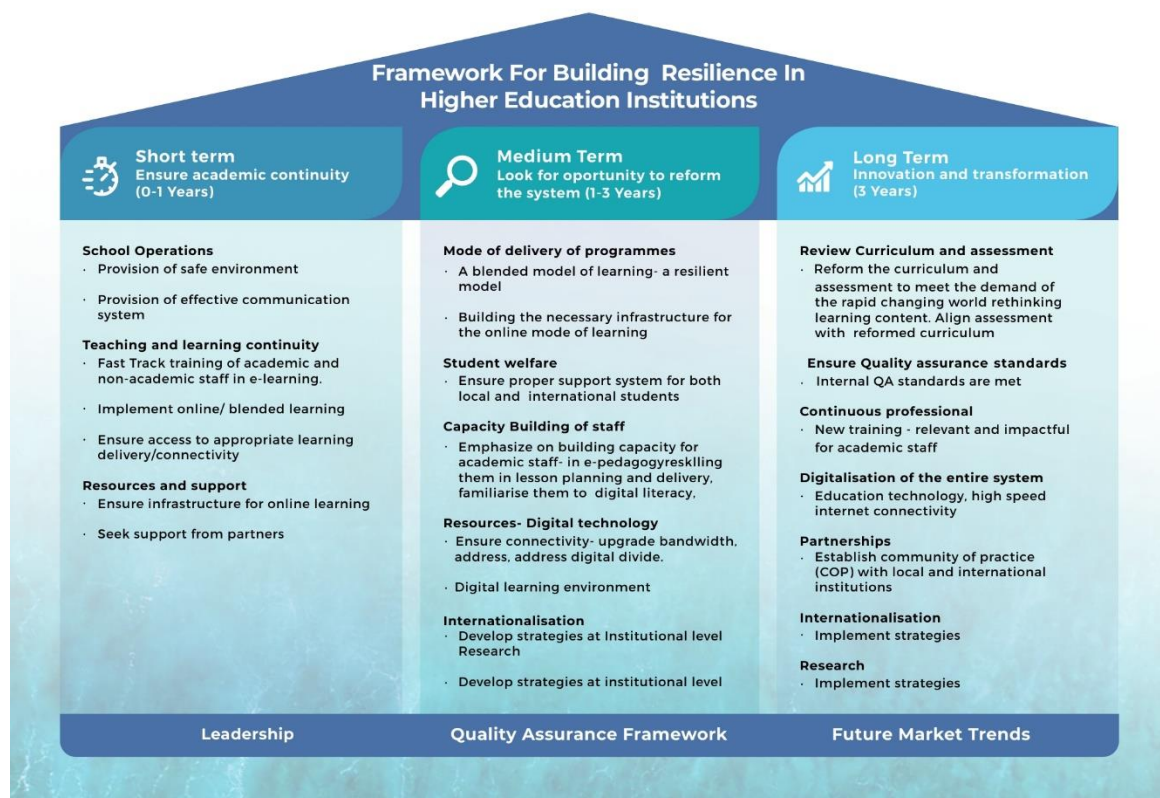 Framework For Building Resilience In
Higher Education Institutions
Short term
Ensure academic continuity
(0-1 Years)
School Operations
· Provision of safe environment
· Provision of effective communication
system
Teaching and learning continuity
· Fast Track training of academic and
non-academic staff in e-learning.
· Implement online/ blended learning
· Ensure access to appropriate learning
delivery/connectivity
Resources and support
· Ensure infrastructure for online learning
· Seek support from partners
Leadership
Medium Term
Look for oportunity to reform
the system (1-3 Years)
Mode of delivery of programmes
· A blended model of learning- a resilient
model
· Building the necessary infrastructure for
the online mode of learning
Student welfare
· Ensure proper support system for both
local and international students
Capacity Building of staff
· Emphasize on building capacity for
academic staff- in e-pedagogyresklling
them in lesson planning and delivery,
familiarise them to digital literacy,
Resources- Digital technology
· Ensure connectivity- upgrade bandwidth,
address, address digital divide.
· Digital learning environment
Internationalisation
· Develop strategies at Institutional level
Research
· Develop strategies at institutional level
Quality Assurance Framework
Long Term
Innovation and transformation
(3 Years)
Review Curriculum and assessment
· Reform the curriculum and
assessment to meet the demand of
the rapid changing world rethinking
learning content. Align assessment
with reformed curriculum
Ensure Quality assurance standards
· Internal QA standards are met
Continuous professional
· New training - relevant and impactful
for academic staff
Digitalisation of the entire system
· Education technology, high speed
internet connectivity
Partnerships
· Establish community of practice
(COP) with local and international
institutions
Internationalisation
· Implement strategies
Research
· Implement strategies
Future Market Trends